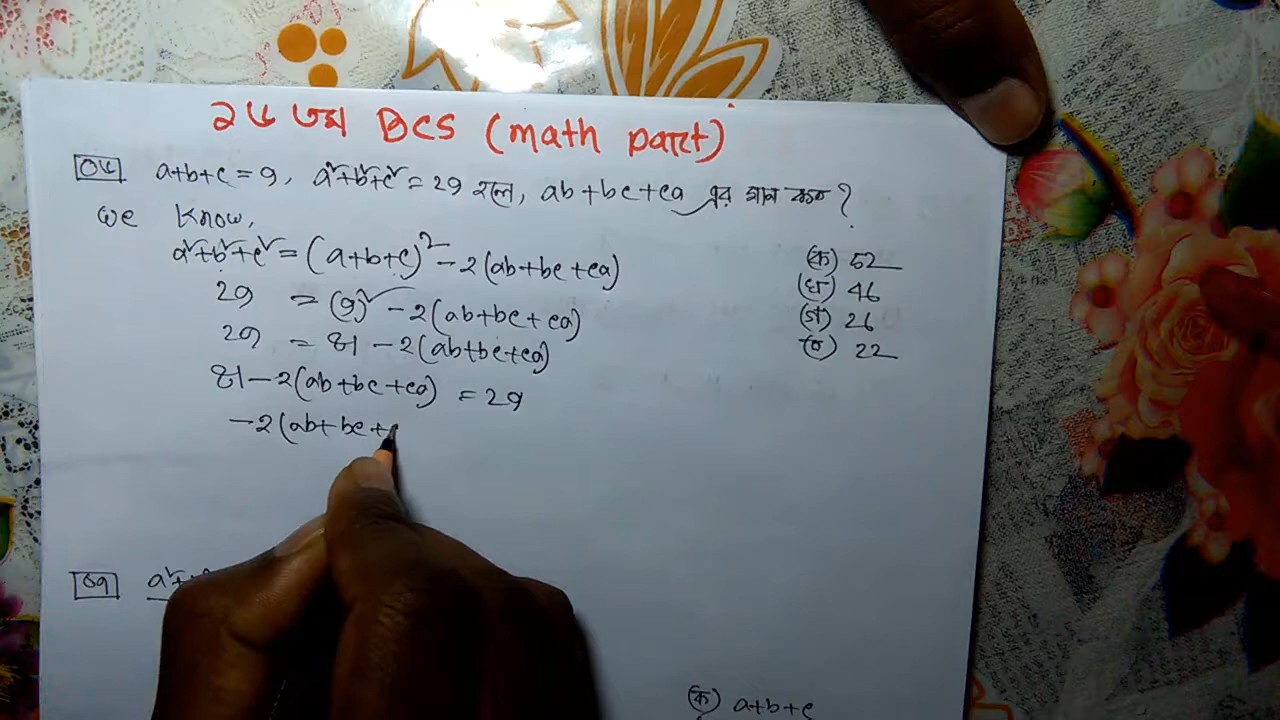 ২৬ তম BCS (math part)
০৬ a+b+c = 9, a²+b²+c² = 29 হলে, ab+bc+ca এর মান কত?
We know,
a²+b²+c² = (a+b+c)² - 2(ab+bc+ca)
29 = (9)² - 2(ab+bc+ca)
29 = 81 - 2(ab+bc+ca)
81 - 2(ab+bc+ca) = 29
-2(ab+bc+
(ক) 52
(খ) 46
(গ) 26
(ঘ) 22
০৭
(ক) a+b+c